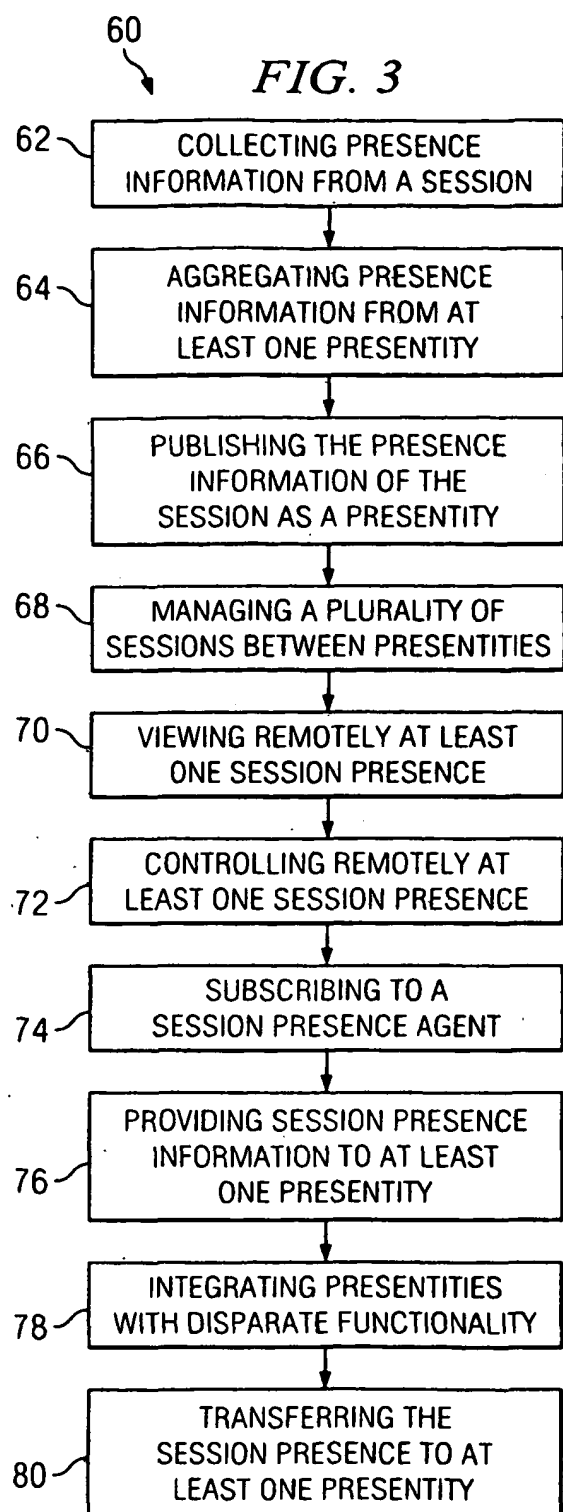 60
FIG. 3
62
COLLECTING PRESENCE
INFORMATION FROM A SESSION
64
AGGREGATING PRESENCE
INFORMATION FROM AT
LEAST ONE PRESENTITY
66
PUBLISHING THE PRESENCE
INFORMATION OF THE
SESSION AS A PRESENTITY
68
MANAGING A PLURALITY OF
SESSIONS BETWEEN PRESENTITIES
70
VIEWING REMOTELY AT LEAST
ONE SESSION PRESENCE
72
CONTROLLING REMOTELY AT
LEAST ONE SESSION PRESENCE
74
SUBSCRIBING TO A
SESSION PRESENCE AGENT
76
PROVIDING SESSION PRESENCE
INFORMATION TO AT LEAST
ONE PRESENTITY
78
INTEGRATING PRESENTITIES
WITH DISPARATE FUNCTIONALITY
80
TRANSFERRING THE
SESSION PRESENCE TO AT
LEAST ONE PRESENTITY